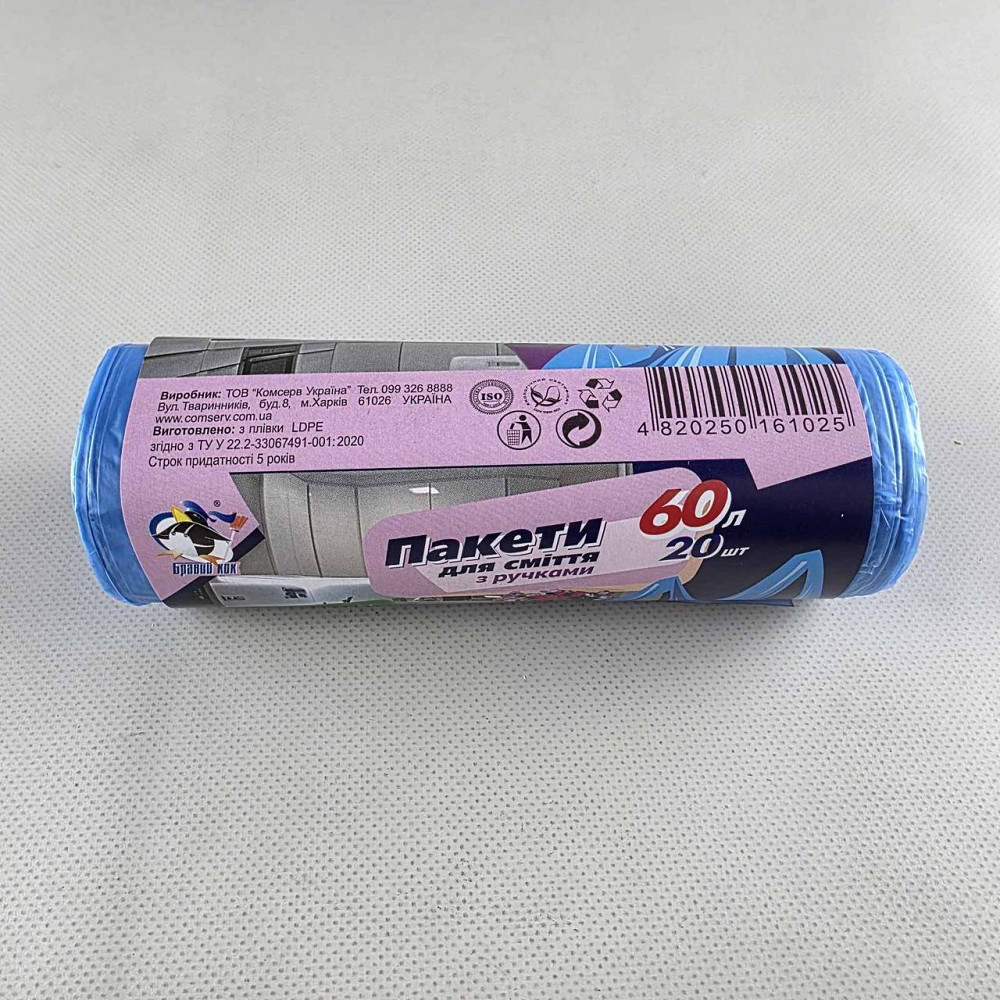 Виробник: ТОВ "Комсерв Україна" Тел. 099 326 8888
Вул. Тваринників, буд.8, м.Харків 61026 УКРАЇНА
www.comserv.com.ua
Виготовлено: з плівки LDPE
згідно з ТУ У 22.2-33067491-001:2020
Строк придатності 5 років
ISO
4 820250 161025
®
Бравий кок
Пакети
для сміття
з ручками
60л
20шт